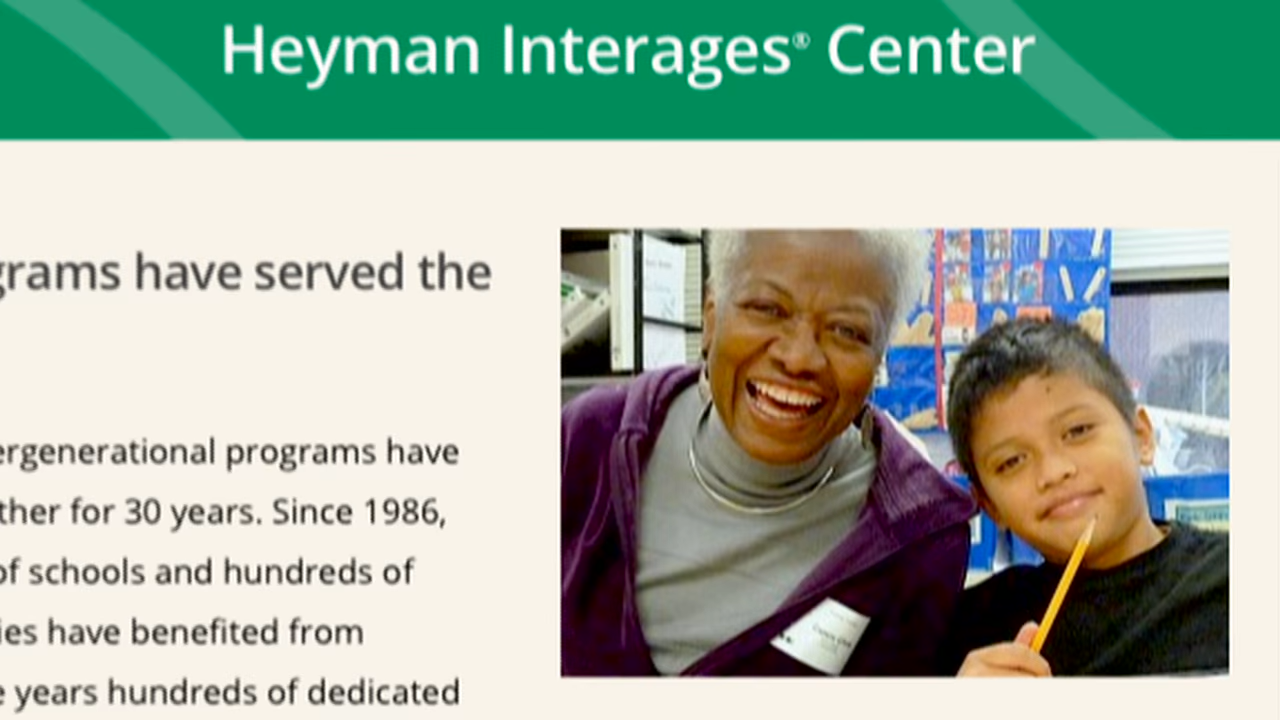 Heyman Interages® Center
grams have served the
ergenerational programs have
ther for 30 years. Since 1986,
of schools and hundreds of
ies have benefited from
e years hundreds of dedicated